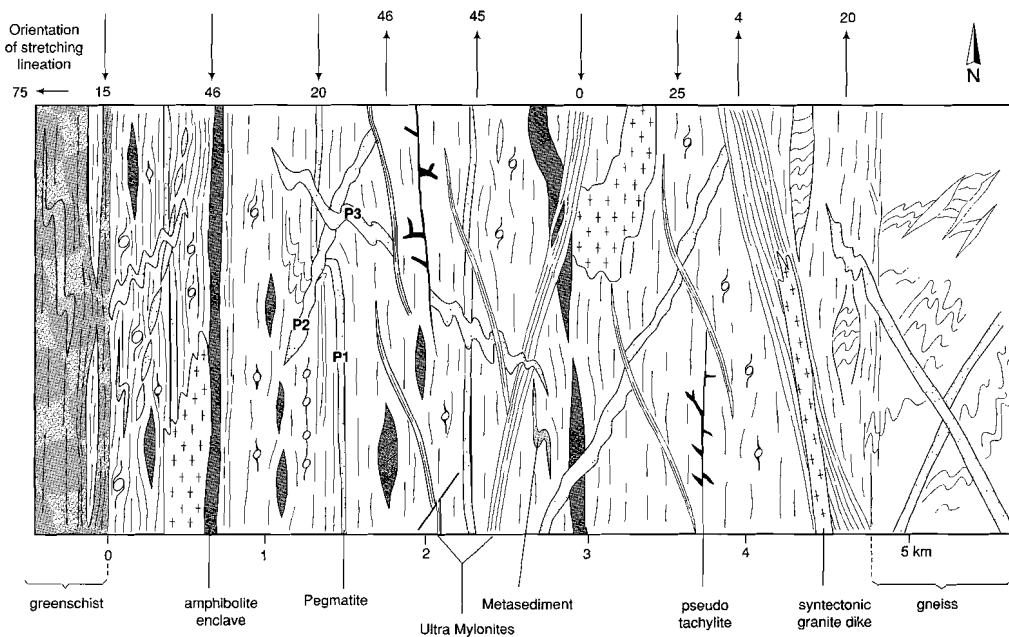 46
45
4
20
Orientation
of stretching
lineation
N
75
15
46
20
0
25
P3
P2
P1
0
1
2
3
4
5 km
greenschist
amphibolite
enclave
Pegmatite
Ultra Mylonites
Metasediment
pseudo
tachylite
syntectonic
granite dike
gneiss